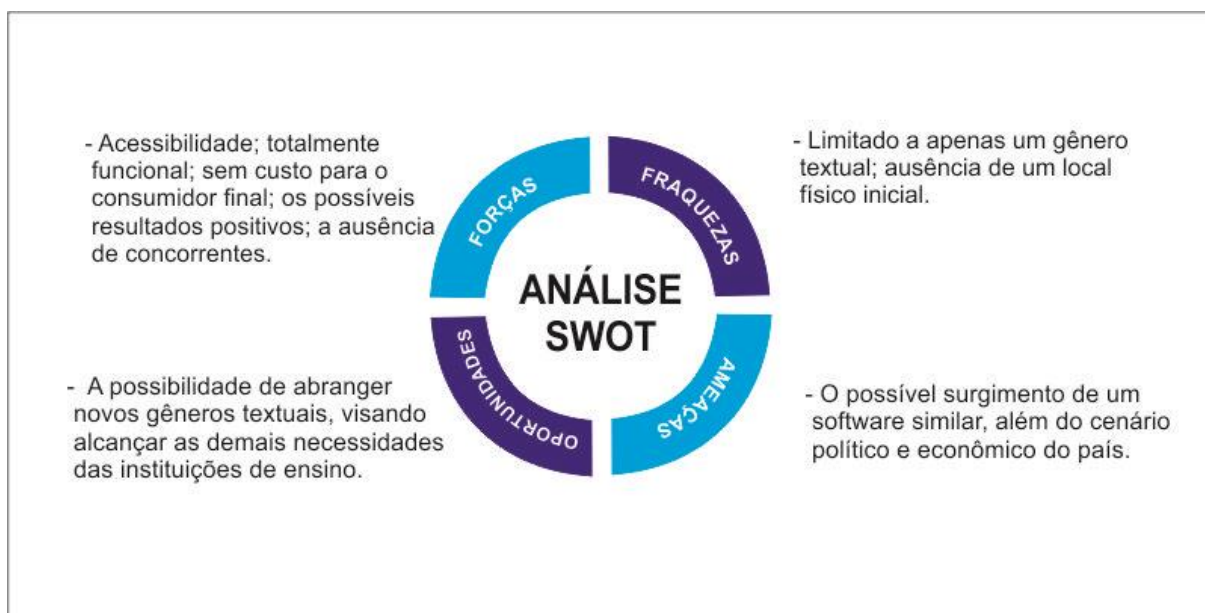 - Acessibilidade; totalmente
funcional; sem custo para o
consumidor final; os possíveis
resultados positivos; a ausência
de concorrentes.
FORÇAS
FRAQUEZAS
- Limitado a apenas um gênero
textual; ausência de um local
físico inicial.
ANÁLISE
SWOT
- A possibilidade de abranger
novos gêneros textuais, visando
alcançar as demais necessidades
das instituições de ensino.
OPORTUNIDADES
AMEAÇAS
- O possível surgimento de um
software similar, além do cenário
político e econômico do país.